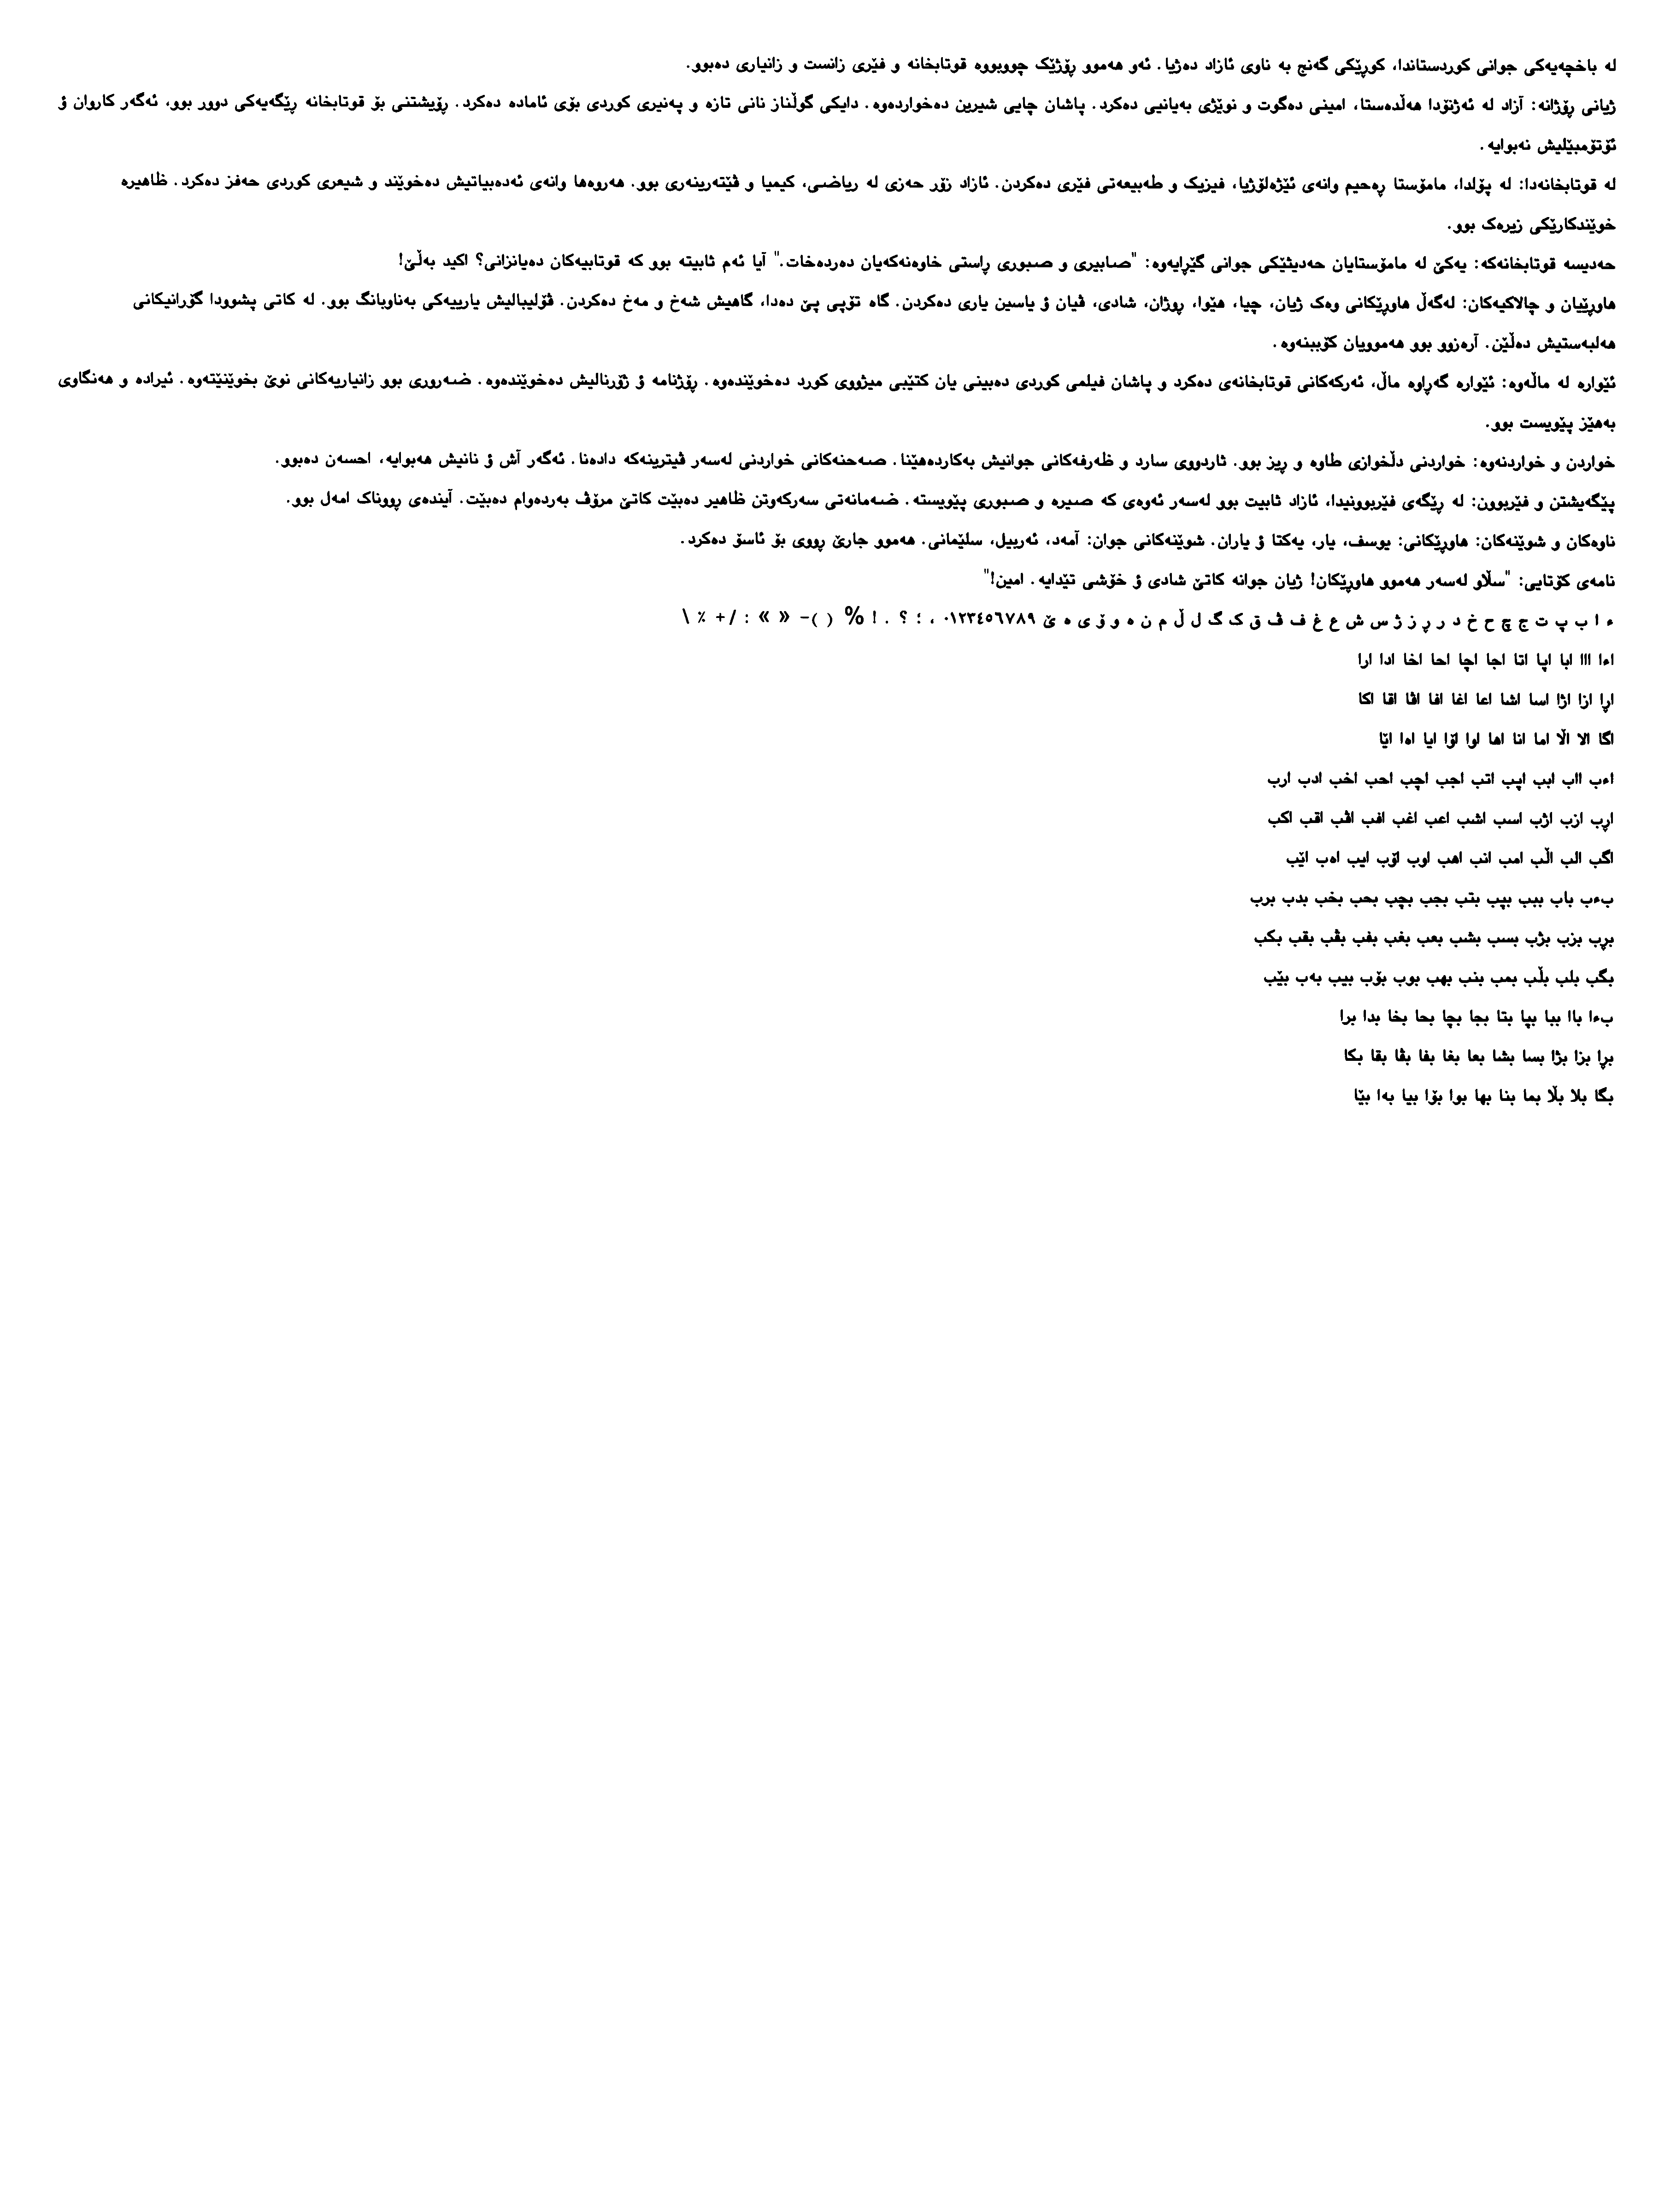 لە باخچەیەکی جوانی کوردستاندا، کوڕێکی گەنج بە ناوی ئازاد دەژیا. ئەو هەموو ڕۆژێک چووبووە قوتابخانە و فێری زانست و زانیاری دەبوو.
ژیانی ڕۆژانە: آزاد لە ئەژنۆدا هەڵدەستا، امینی دەگوت و نوێژی بەیانیی دەکرد. پاشان چایی شیرین دەخواردەوە. دایکی گوڵناز نانی تازە و پەنیری کوردی بۆی ئامادە دەکرد. ڕۆیشتنی بۆ قوتابخانە ڕێگەیەکی دوور بوو، ئەگەر کاروان ۋ
ئۆتۆمبێلیش نەبوایە.
لە قوتابخانەدا: لە پۆلدا، مامۆستا ڕەحیم وانەی ئێژەلۆژیا، فیزیک و طەبیعەتی فێری دەکردن. ئازاد زۆر حەزی لە ریاضی، کیمیا و ڤێتەرینەری بوو. هەروەها وانەی ئەدەبیاتیش دەخوێند و شیعری کوردی حەفز دەکرد. ظاهیرە
خوێندکارێکی زیرەک بوو.
حەدیسە قوتابخانەکە: یەکێ لە مامۆستایان حەدیثێکی جوانی گێڕایەوە: "صابیری و صبوری ڕاستی خاوەنەکەیان دەردەخات." آیا ئەم ثابیتە بوو کە قوتابیەکان دەیانزانی؟ اکید بەڵێ!
هاوڕێیان و چالاکیەکان: لەگەڵ هاوڕێکانی وەک ژیان، چیا، هێوا، ڕوژان، شادی، ڤیان ۋ یاسین یاری دەکردن. گاه تۆپی پێ دەدا، گاهیش شەخ و مەخ دەکردن. ڤۆلیبالیش یارییەکی بەناوبانگ بوو. لە کاتی پشوودا گۆرانیکانی
هەلبەستیش دەڵێن. آرەزوو بوو هەموویان کۆببنەوە.
ئێوارە لە ماڵەوە: ئێوارە گەڕاوە ماڵ، ئەرکەکانی قوتابخانەی دەکرد و پاشان فیلمی کوردی دەبینی یان کتێبی میژووی کورد دەخوێندەوە. ڕۆژنامە ۋ ژۆرنالیش دەخوێندەوە. ضەروری بوو زانیاریەکانی نوێ بخوێنێتەوە. ئیرادە و هەنگاوی
بەهێز پێویست بوو.
خواردن و خواردنەوە: خواردنی دڵخوازی طاوە و ڕیز بوو. ئاردووی سارد و ظەرفەکانی جوانیش بەکاردەهێنا. صەحنەکانی خواردنی لەسەر ڤیترینەکە دادەنا. ئەگەر آش ۋ نانیش هەبوایە، احسەن دەبوو.
پێگەیشتن و فێربوون: لە ڕێگەی فێربوونیدا، ئازاد ثابیت بوو لەسەر ئەوەی کە صیرە و صبوری پێویستە. ضەمانەتی سەرکەوتن ظاهیر دەبێت کاتێ مرۆڤ بەردەوام دەبێت. آیندەی ڕووناک امەل بوو.
ناوەکان و شوێنەکان: هاوڕێکانی: یوسف، یار، یەکتا ۋ یاران. شوێنەکانی جوان: آمەد، ئەربیل، سلێمانی. هەموو جارێ ڕووی بۆ ئاسۆ دەکرد.
نامەی کۆتایی: "سڵاو لەسەر هەموو هاوڕێکان! ژیان جوانە کاتێ شادی ۋ خۆشی تێدایە. امین!"
ء ا ب پ ت ج چ ح خ د ر ڕ ز ژ س ش ع غ ف ڤ ق ک گ ل ڵ م ن ه و ۆ ی ە ێ ٠١٢٣٤٥٦٧٨٩ ، ؛ ؟ . ! % ( )- « » : / + ٪ \
اءا ااا ابا اپا اتا اجا اچا احا اخا ادا ارا
اڕا ازا اژا اسا اشا اعا اغا افا اڤا اقا اکا
اگا الا اڵا اما انا اها اوا اۆا ایا اەا اێا
اءب ااب ابب اپب اتب اجب اچب احب اخب ادب ارب
اڕب ازب اژب اسب اشب اعب اغب افب اڤب اقب اکب
اگب الب اڵب امب انب اهب اوب اۆب ایب اەب اێب
بءب باب ببب بپب بتب بجب بچب بحب بخب بدب برب
بڕب بزب بژب بسب بشب بعب بغب بفب بڤب بقب بکب
بگب بلب بڵب بمب بنب بهب بوب بۆب بیب بەب بێب
بءا باا ببا بپا بتا بجا بچا بحا بخا بدا برا
بڕا بزا بژا بسا بشا بعا بغا بفا بڤا بقا بکا
بگا بلا بڵا بما بنا بها بوا بۆا بیا بەا بێا